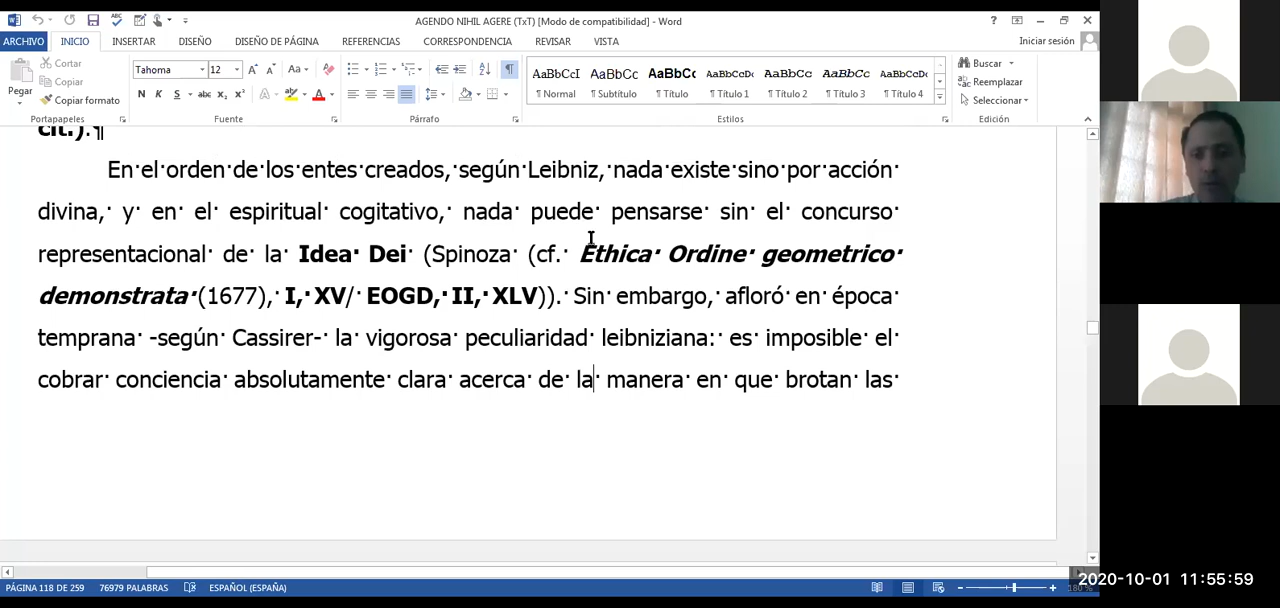 AGENDO NIHIL AGERE (TxT) [Modo de compatibilidad] - Word
ARCHIVO INICIO INSERTAR DISEÑO DISEÑO DE PÁGINA REFERENCIAS CORRESPONDENCIA REVISAR VISTA Iniciar sesión
Pegar
Cortar
Copiar
Copiar formato
Portapapeles
Tahoma 12
Fuente
Párrafo
AaBbCcI AaBbCc AaBbCc AaBbCcDc AaBbCcD AaBbCcD AaBbCcDc
¶ Normal ¶ Subtítulo ¶ Título ¶ Título 1 ¶ Título 2 ¶ Título 3 ¶ Título 4
Estilos
Buscar
Reemplazar
Seleccionar
Edición
cit.).¶
En el orden de los entes creados, según Leibniz, nada existe sino por acción
divina, y en el espiritual cogitativo, nada puede pensarse sin el concurso
representacional de la Idea Dei (Spinoza (cf. Ethica Ordine geometrico
demonstrata (1677), I, XV/ EOGD, II, XLV)). Sin embargo, afloró en época
temprana -según Cassirer- la vigorosa peculiaridad leibniziana: es imposible el
cobrar conciencia absolutamente clara acerca de la manera en que brotan las
PÁGINA 118 DE 259 76979 PALABRAS ESPAÑOL (ESPAÑA) 180 %
2020-10-01 11:55:59